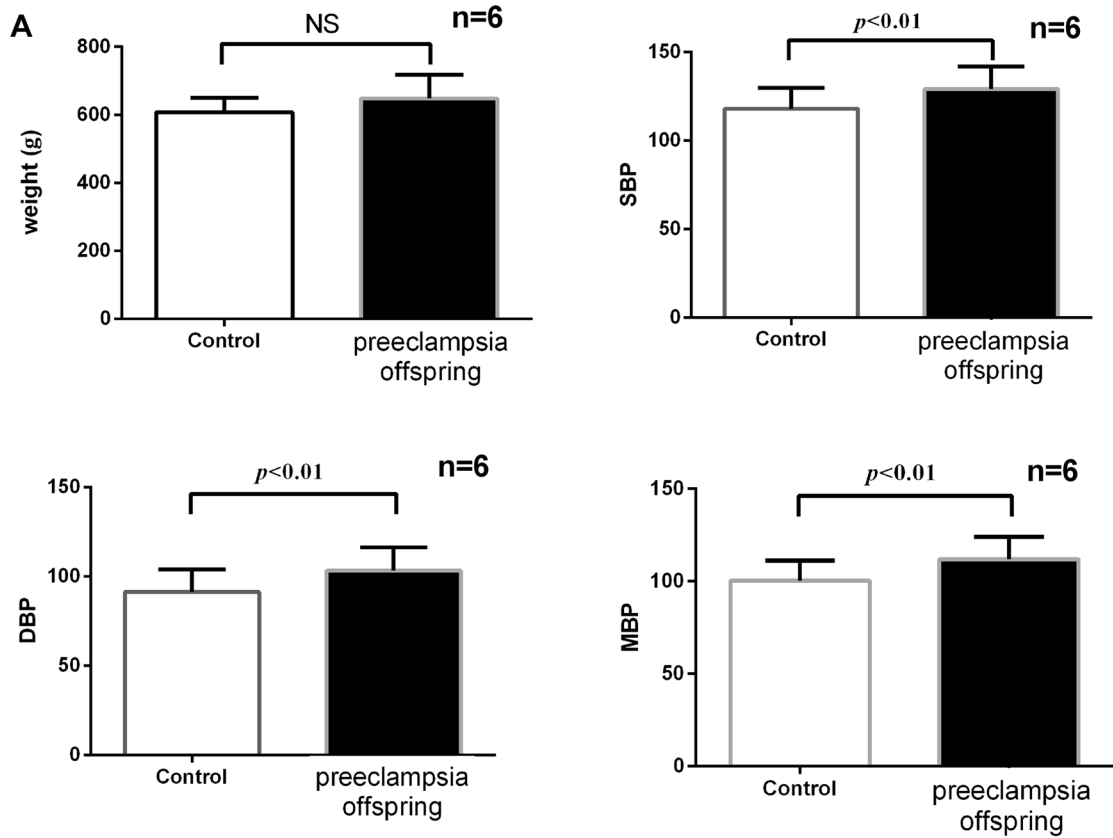 A
NS
n=6
800
600
400
200
0
weight (g)
Control
preeclampsia
offspring
p<0.01
n=6
150
100
50
0
SBP
Control
preeclampsia
offspring
p<0.01
n=6
150
100
50
0
DBP
Control
preeclampsia
offspring
p<0.01
n=6
150
100
50
0
MBP
Control
preeclampsia
offspring